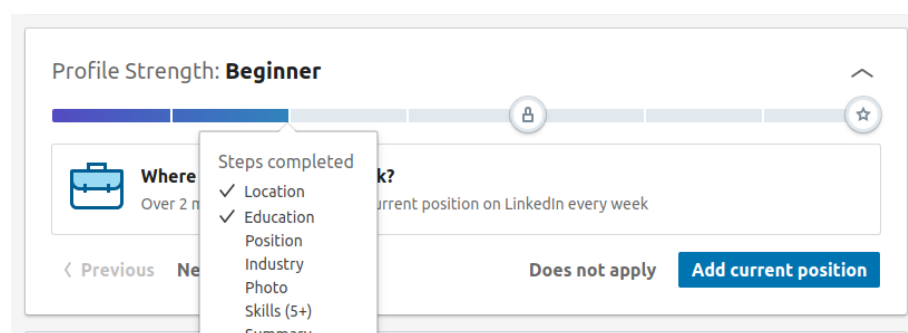 Profile Strength: Beginner
Where k?
Over 2 urrent position on LinkedIn every week
Steps completed
Location
Education
Position
Industry
Photo
Skills (5+)
Summary
Previous Ne
Does not apply
Add current position